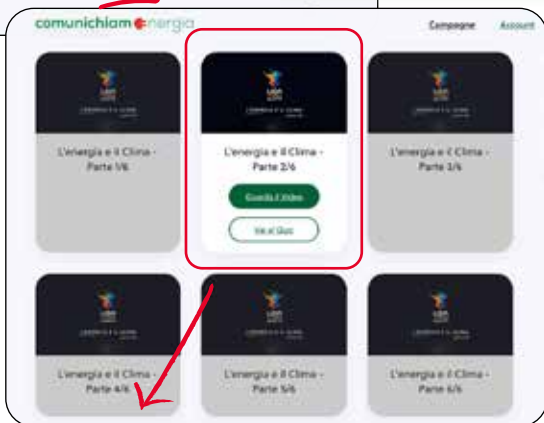 comunichiamenergia
Campagne Account
L'energia e il Clima -
Parte 1/6
L'energia e il Clima -
Parte 2/6
Guarda il Video
Vai al Quiz
L'energia e il Clima -
Parte 3/6
L'energia e il Clima -
Parte 4/6
L'energia e il Clima -
Parte 5/6
L'energia e il Clima -
Parte 6/6